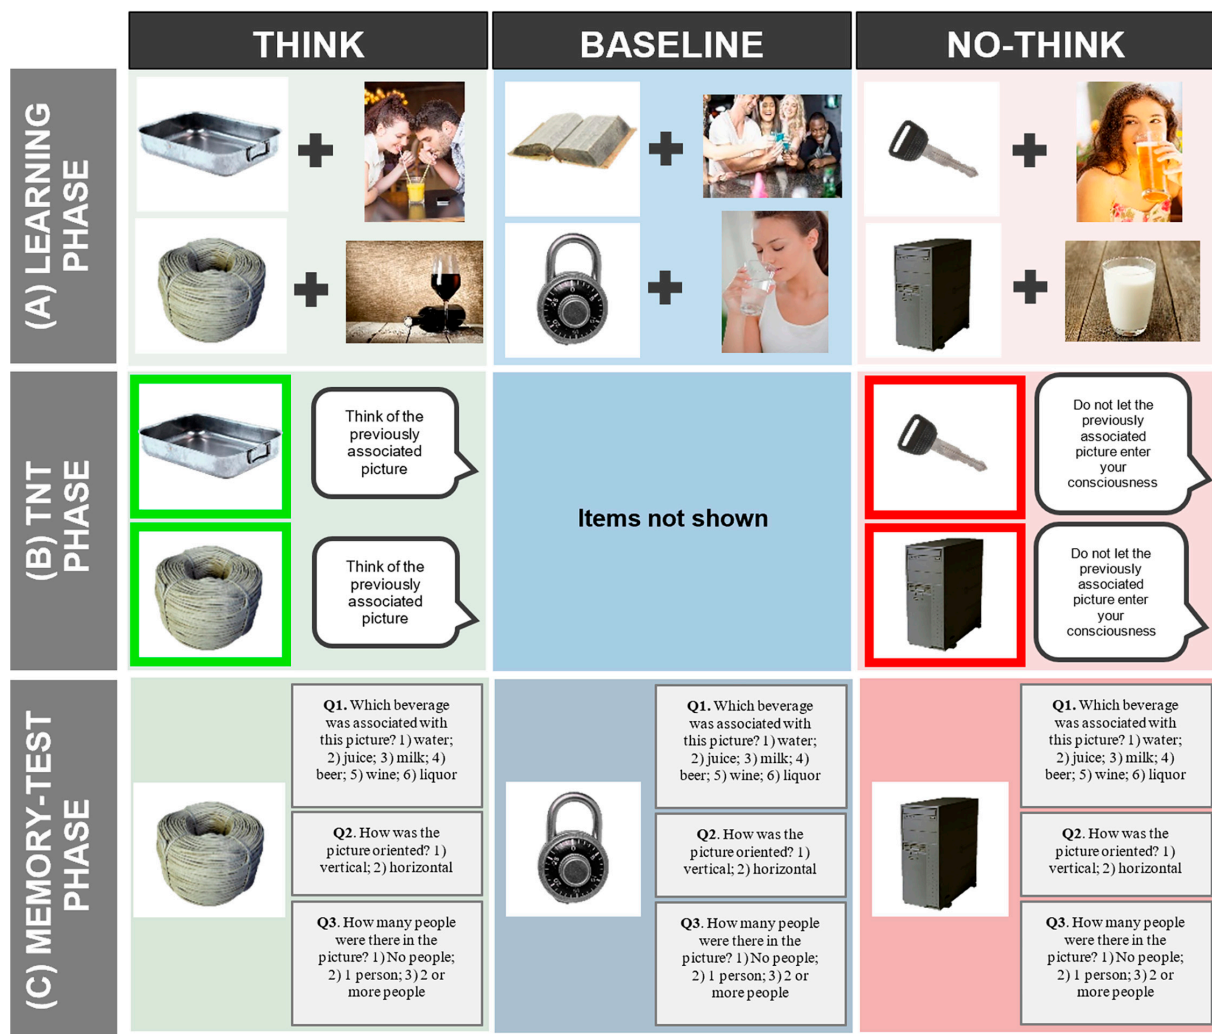 THINK
BASELINE
NO-THINK
(A) LEARNING
PHASE
(B) TNT
PHASE
Think of the
previously
associated
picture
Think of the
previously
associated
picture
Items not shown
Do not let the
previously
associated
picture enter
your
consciousness
Do not let the
previously
associated
picture enter
your
consciousness
(C) MEMORY-TEST
PHASE
Q1. Which beverage
was associated with
this picture? 1) water;
2) juice; 3) milk; 4)
beer; 5) wine; 6) liquor
Q2. How was the
picture oriented? 1)
vertical; 2) horizontal
Q3. How many people
were there in the
picture? 1) No people;
2) 1 person; 3) 2 or
more people
Q1. Which beverage
was associated with
this picture? 1) water;
2) juice; 3) milk; 4)
beer; 5) wine; 6) liquor
Q2. How was the
picture oriented? 1)
vertical; 2) horizontal
Q3. How many people
were there in the
picture? 1) No people;
2) 1 person; 3) 2 or
more people
Q1. Which beverage
was associated with
this picture? 1) water;
2) juice; 3) milk; 4)
beer; 5) wine; 6) liquor
Q2. How was the
picture oriented? 1)
vertical; 2) horizontal
Q3. How many people
were there in the
picture? 1) No people;
2) 1 person; 3) 2 or
more people